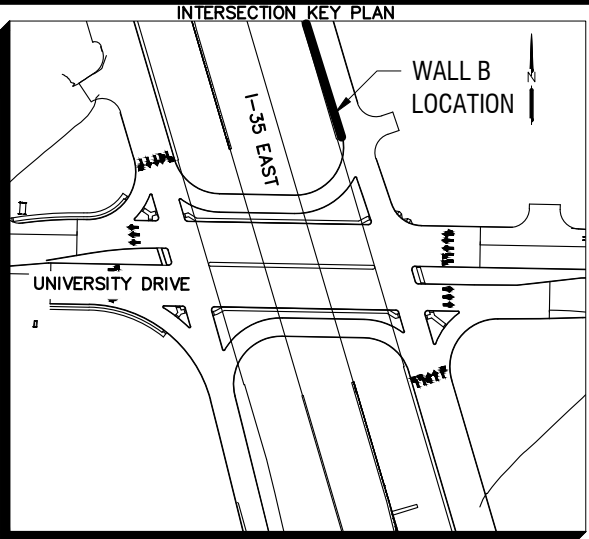 INTERSECTION KEY PLAN
WALL B
LOCATION
N
I-35 EAST
UNIVERSITY DRIVE